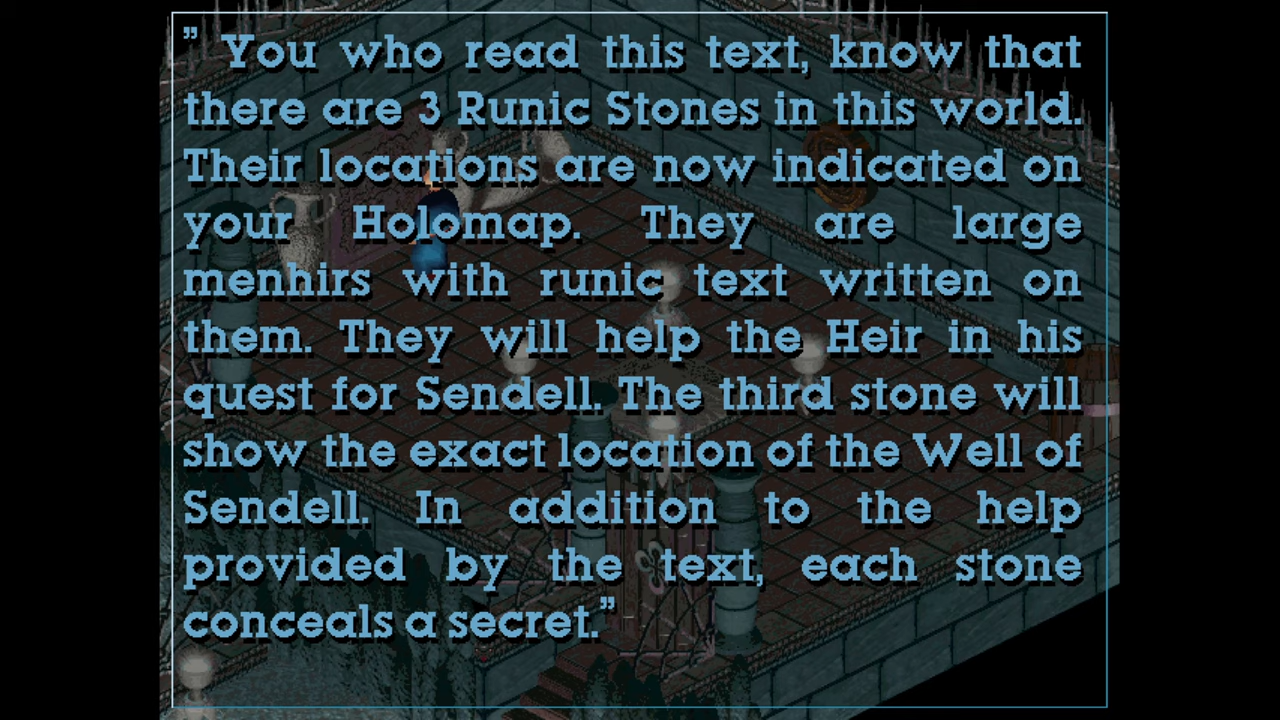 ” You who read this text, know that
there are 3 Runic Stones in this world.
Their locations are now indicated on
your Holomap. They are large
menhirs with runic text written on
them. They will help the Heir in his
quest for Sendell. The third stone will
show the exact location of the Well of
Sendell. In addition to the help
provided by the text, each stone
conceals a secret.”